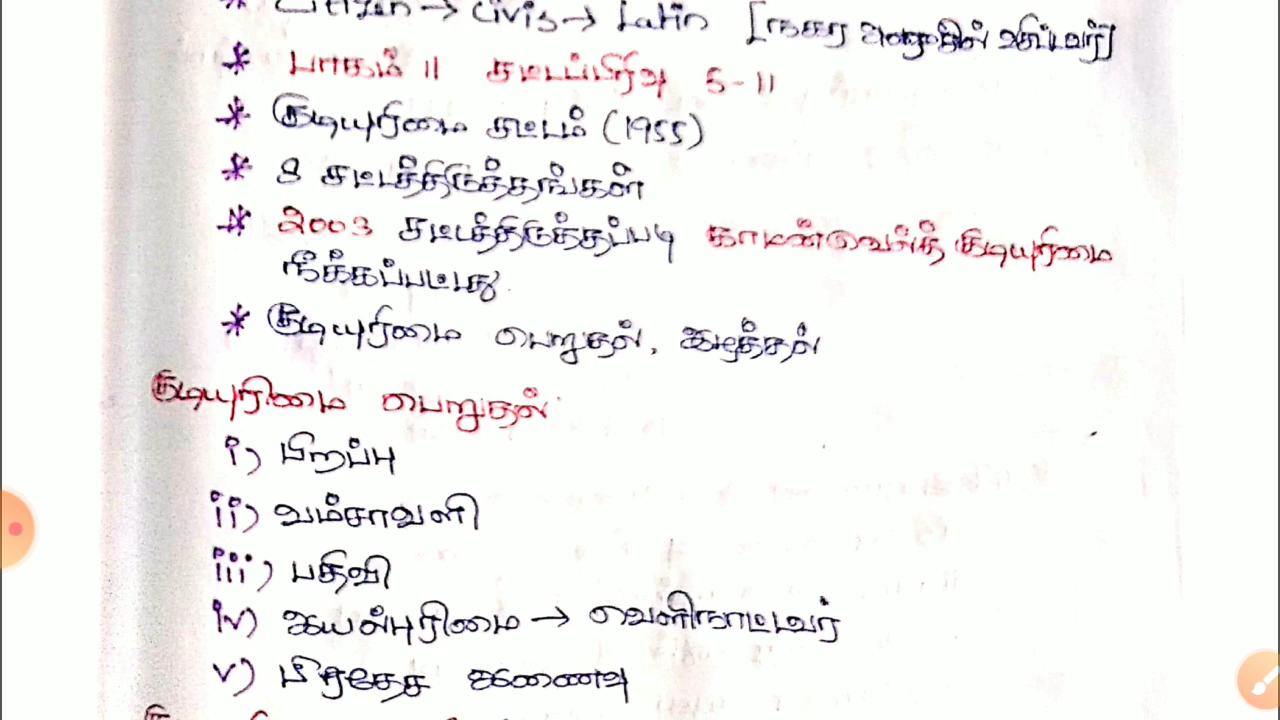 * Citizen → Civis → Latin [நகர அரசில் வசிப்பவர்]
* பாகம் II சட்டப்பிரிவு 5-11
* குடியுரிமை சட்டம் (1955)
* 8 சட்டத்திருத்தங்கள்
* 2003 சட்டத்திருத்தப்படி காமன்வெல்த் குடியுரிமை
நீக்கப்பட்டது.
* குடியுரிமை பெறுதல், இழத்தல்
குடியுரிமை பெறுதல்
i) பிறப்பு
ii) வம்சாவளி
iii) பதிவு
iv) இயல்புரிமை → வெளிநாட்டவர்
v) பிரதேச இணைவு